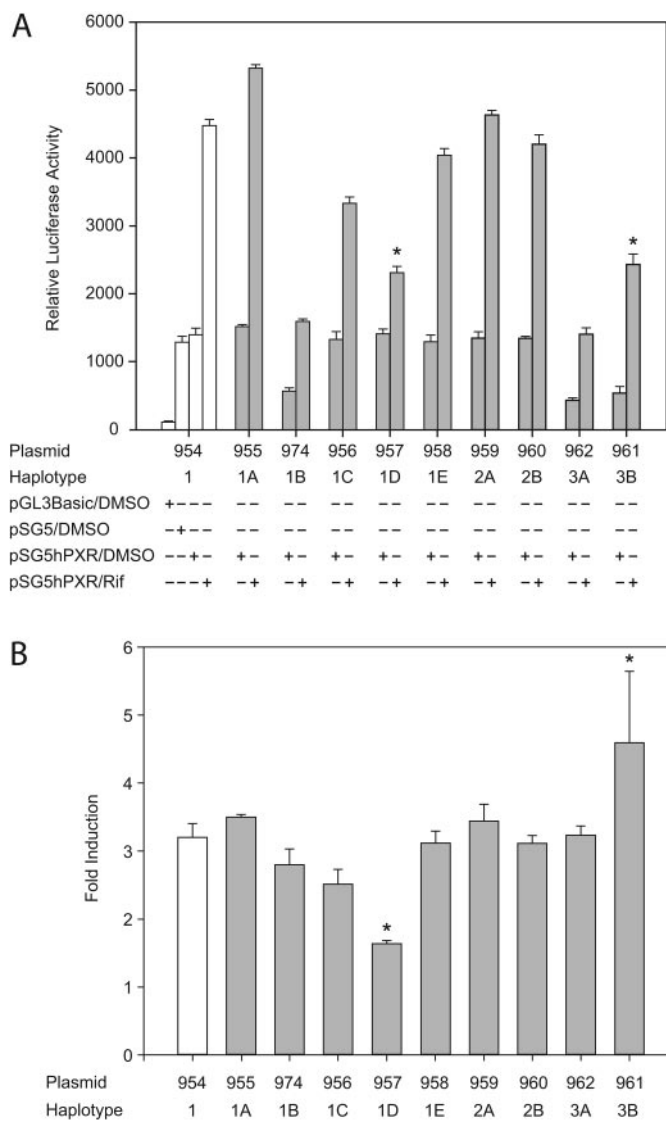 A
6000
5000
4000
3000
2000
1000
0
Relative Luciferase Activity
*
*
Plasmid 954 955 974 956 957 958 959 960 962 961
Haplotype 1 1A 1B 1C 1D 1E 2A 2B 3A 3B
pGL3Basic/DMSO +−−− −− −− −− −− −− −− −− −− −−
pSG5/DMSO −+−− −− −− −− −− −− −− −− −− −−
pSG5hPXR/DMSO −−+− +− +− +− +− +− +− +− +− +−
pSG5hPXR/Rif −−−+ −+ −+ −+ −+ −+ −+ −+ −+ −+
B
6
5
4
3
2
1
0
Fold Induction
*
*
Plasmid 954 955 974 956 957 958 959 960 962 961
Haplotype 1 1A 1B 1C 1D 1E 2A 2B 3A 3B